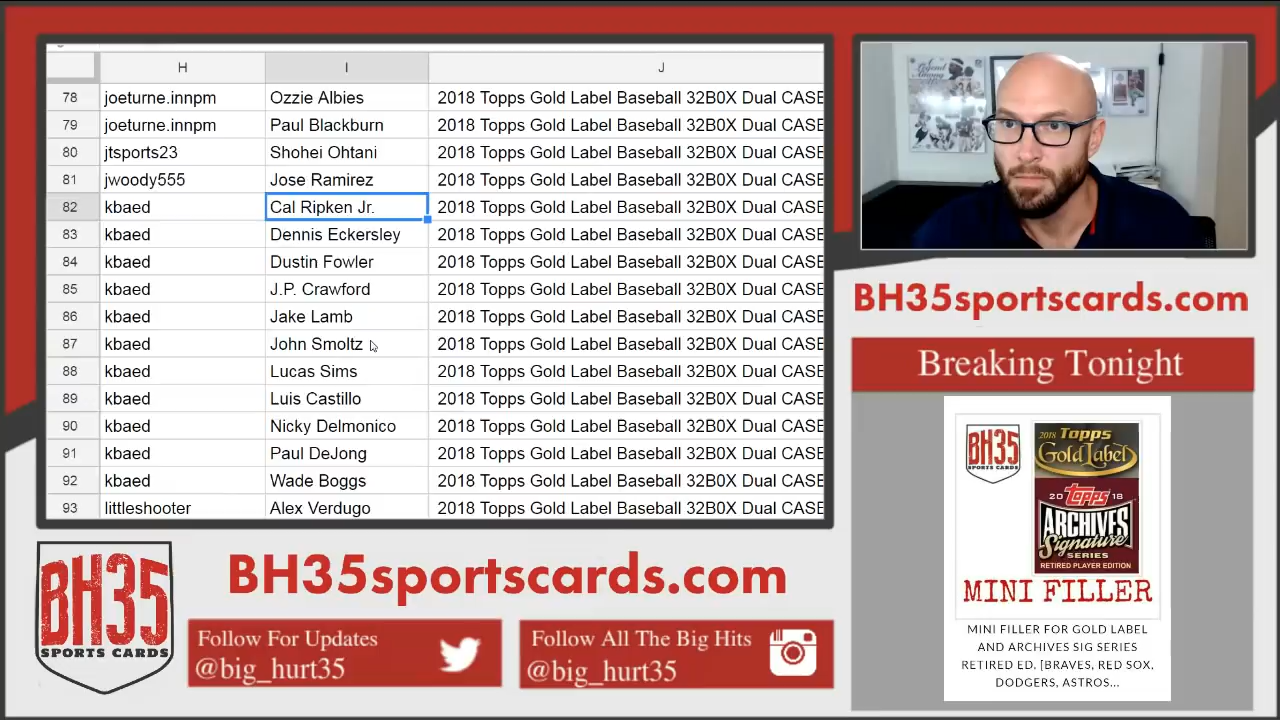 H I J
78 joeturne.innpm Ozzie Albies 2018 Topps Gold Label Baseball 32B0X Dual CASE
79 joeturne.innpm Paul Blackburn 2018 Topps Gold Label Baseball 32B0X Dual CASE
80 jtsports23 Shohei Ohtani 2018 Topps Gold Label Baseball 32B0X Dual CASE
81 jwoody555 Jose Ramirez 2018 Topps Gold Label Baseball 32B0X Dual CASE
82 kbaed Cal Ripken Jr. 2018 Topps Gold Label Baseball 32B0X Dual CASE
83 kbaed Dennis Eckersley 2018 Topps Gold Label Baseball 32B0X Dual CASE
84 kbaed Dustin Fowler 2018 Topps Gold Label Baseball 32B0X Dual CASE
85 kbaed J.P. Crawford 2018 Topps Gold Label Baseball 32B0X Dual CASE
86 kbaed Jake Lamb 2018 Topps Gold Label Baseball 32B0X Dual CASE
87 kbaed John Smoltz 2018 Topps Gold Label Baseball 32B0X Dual CASE
88 kbaed Lucas Sims 2018 Topps Gold Label Baseball 32B0X Dual CASE
89 kbaed Luis Castillo 2018 Topps Gold Label Baseball 32B0X Dual CASE
90 kbaed Nicky Delmonico 2018 Topps Gold Label Baseball 32B0X Dual CASE
91 kbaed Paul DeJong 2018 Topps Gold Label Baseball 32B0X Dual CASE
92 kbaed Wade Boggs 2018 Topps Gold Label Baseball 32B0X Dual CASE
93 littleshooter Alex Verdugo 2018 Topps Gold Label Baseball 32B0X Dual CASE
BH35sportscards.com
Breaking Tonight
BH35
SPORTS CARDS
2018 Topps
Gold Label
2018
Topps
ARCHIVES
Signature
SERIES
RETIRED PLAYER EDITION
MINI FILLER
MINI FILLER FOR GOLD LABEL
AND ARCHIVES SIG SERIES
RETIRED ED. [BRAVES, RED SOX,
DODGERS, ASTROS...
BH35
SPORTS CARDS
BH35sportscards.com
Follow For Updates
@big_hurt35
Follow All The Big Hits
@big_hurt35